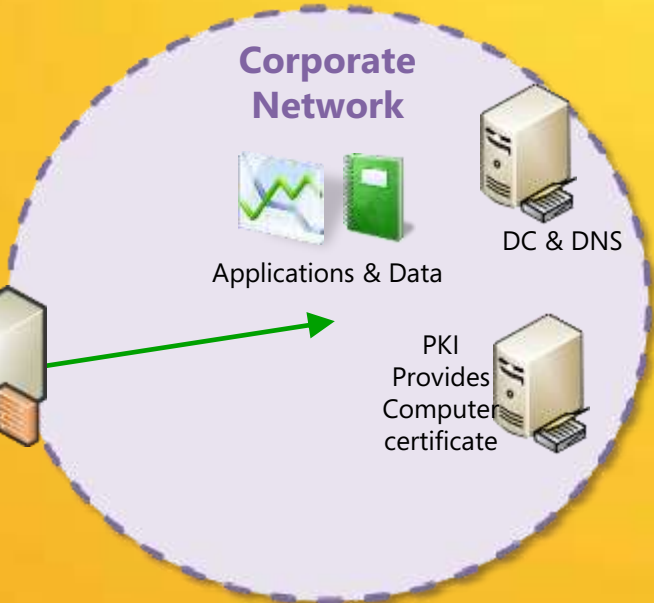 Corporate
Network
Applications & Data
DC & DNS
PKI
Provides
Computer
certificate